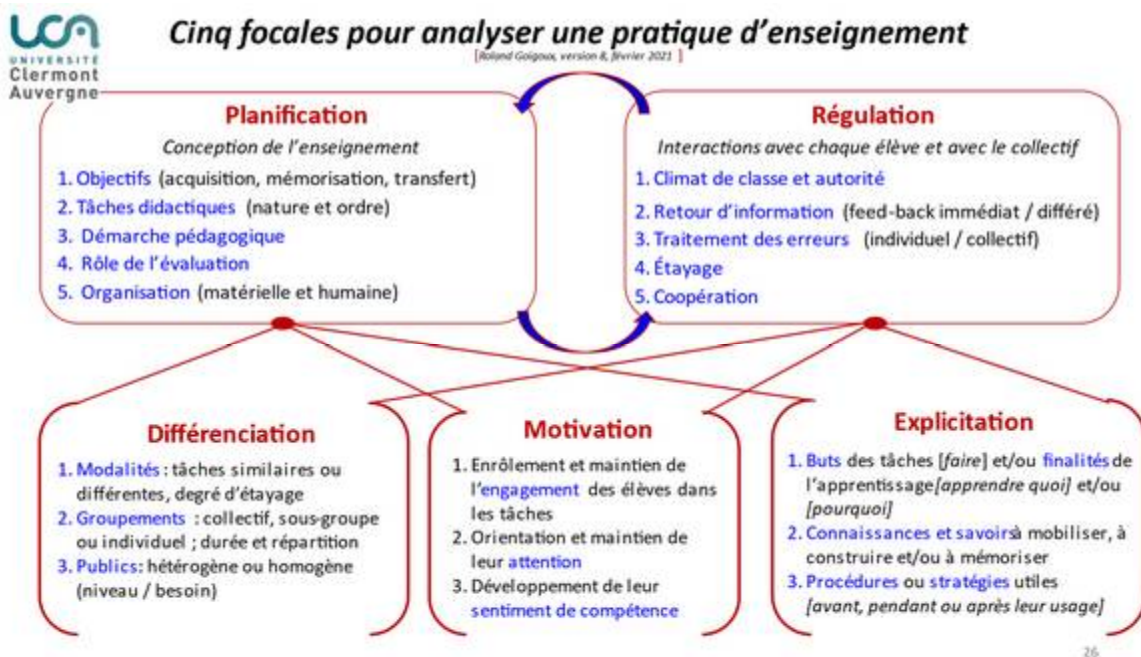 UCA
UNIVERSITÉ
Clermont
Auvergne
Cinq focales pour analyser une pratique d'enseignement
[Roland Goigoux, version 8, février 2021 ]
Planification
Conception de l'enseignement
1. Objectifs (acquisition, mémorisation, transfert)
2. Tâches didactiques (nature et ordre)
3. Démarche pédagogique
4. Rôle de l'évaluation
5. Organisation (matérielle et humaine)
Régulation
Interactions avec chaque élève et avec le collectif
1. Climat de classe et autorité
2. Retour d'information (feed-back immédiat / différé)
3. Traitement des erreurs (individuel / collectif)
4. Étayage
5. Coopération
Différenciation
1. Modalités : tâches similaires ou
différentes, degré d'étayage
2. Groupements : collectif, sous-groupe
ou individuel ; durée et répartition
3. Publics: hétérogène ou homogène
(niveau / besoin)
Motivation
1. Enrôlement et maintien de
l'engagement des élèves dans
les tâches
2. Orientation et maintien de
leur attention
3. Développement de leur
sentiment de compétence
Explicitation
1. Buts des tâches [faire] et/ou finalités de
l'apprentissage[apprendre quoi] et/ou
[pourquoi]
2. Connaissances et savoirs à mobiliser, à
construire et/ou à mémoriser
3. Procédures ou stratégies utiles
[avant, pendant ou après leur usage]
26